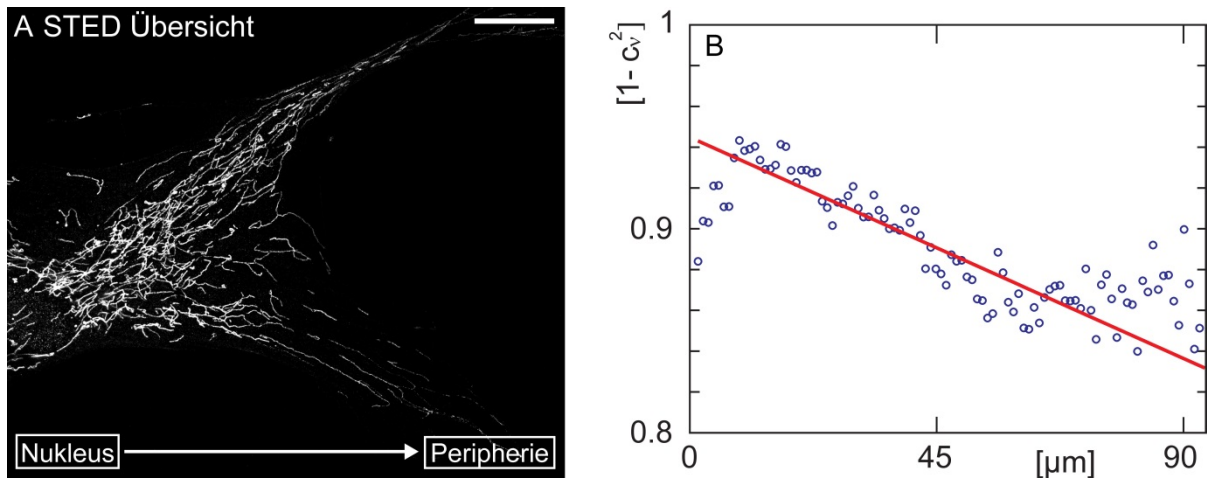 A STED Übersicht
Nukleus
Peripherie
B
[1- cᵥ²]
1
0.9
0.8
0
45
[µm]
90